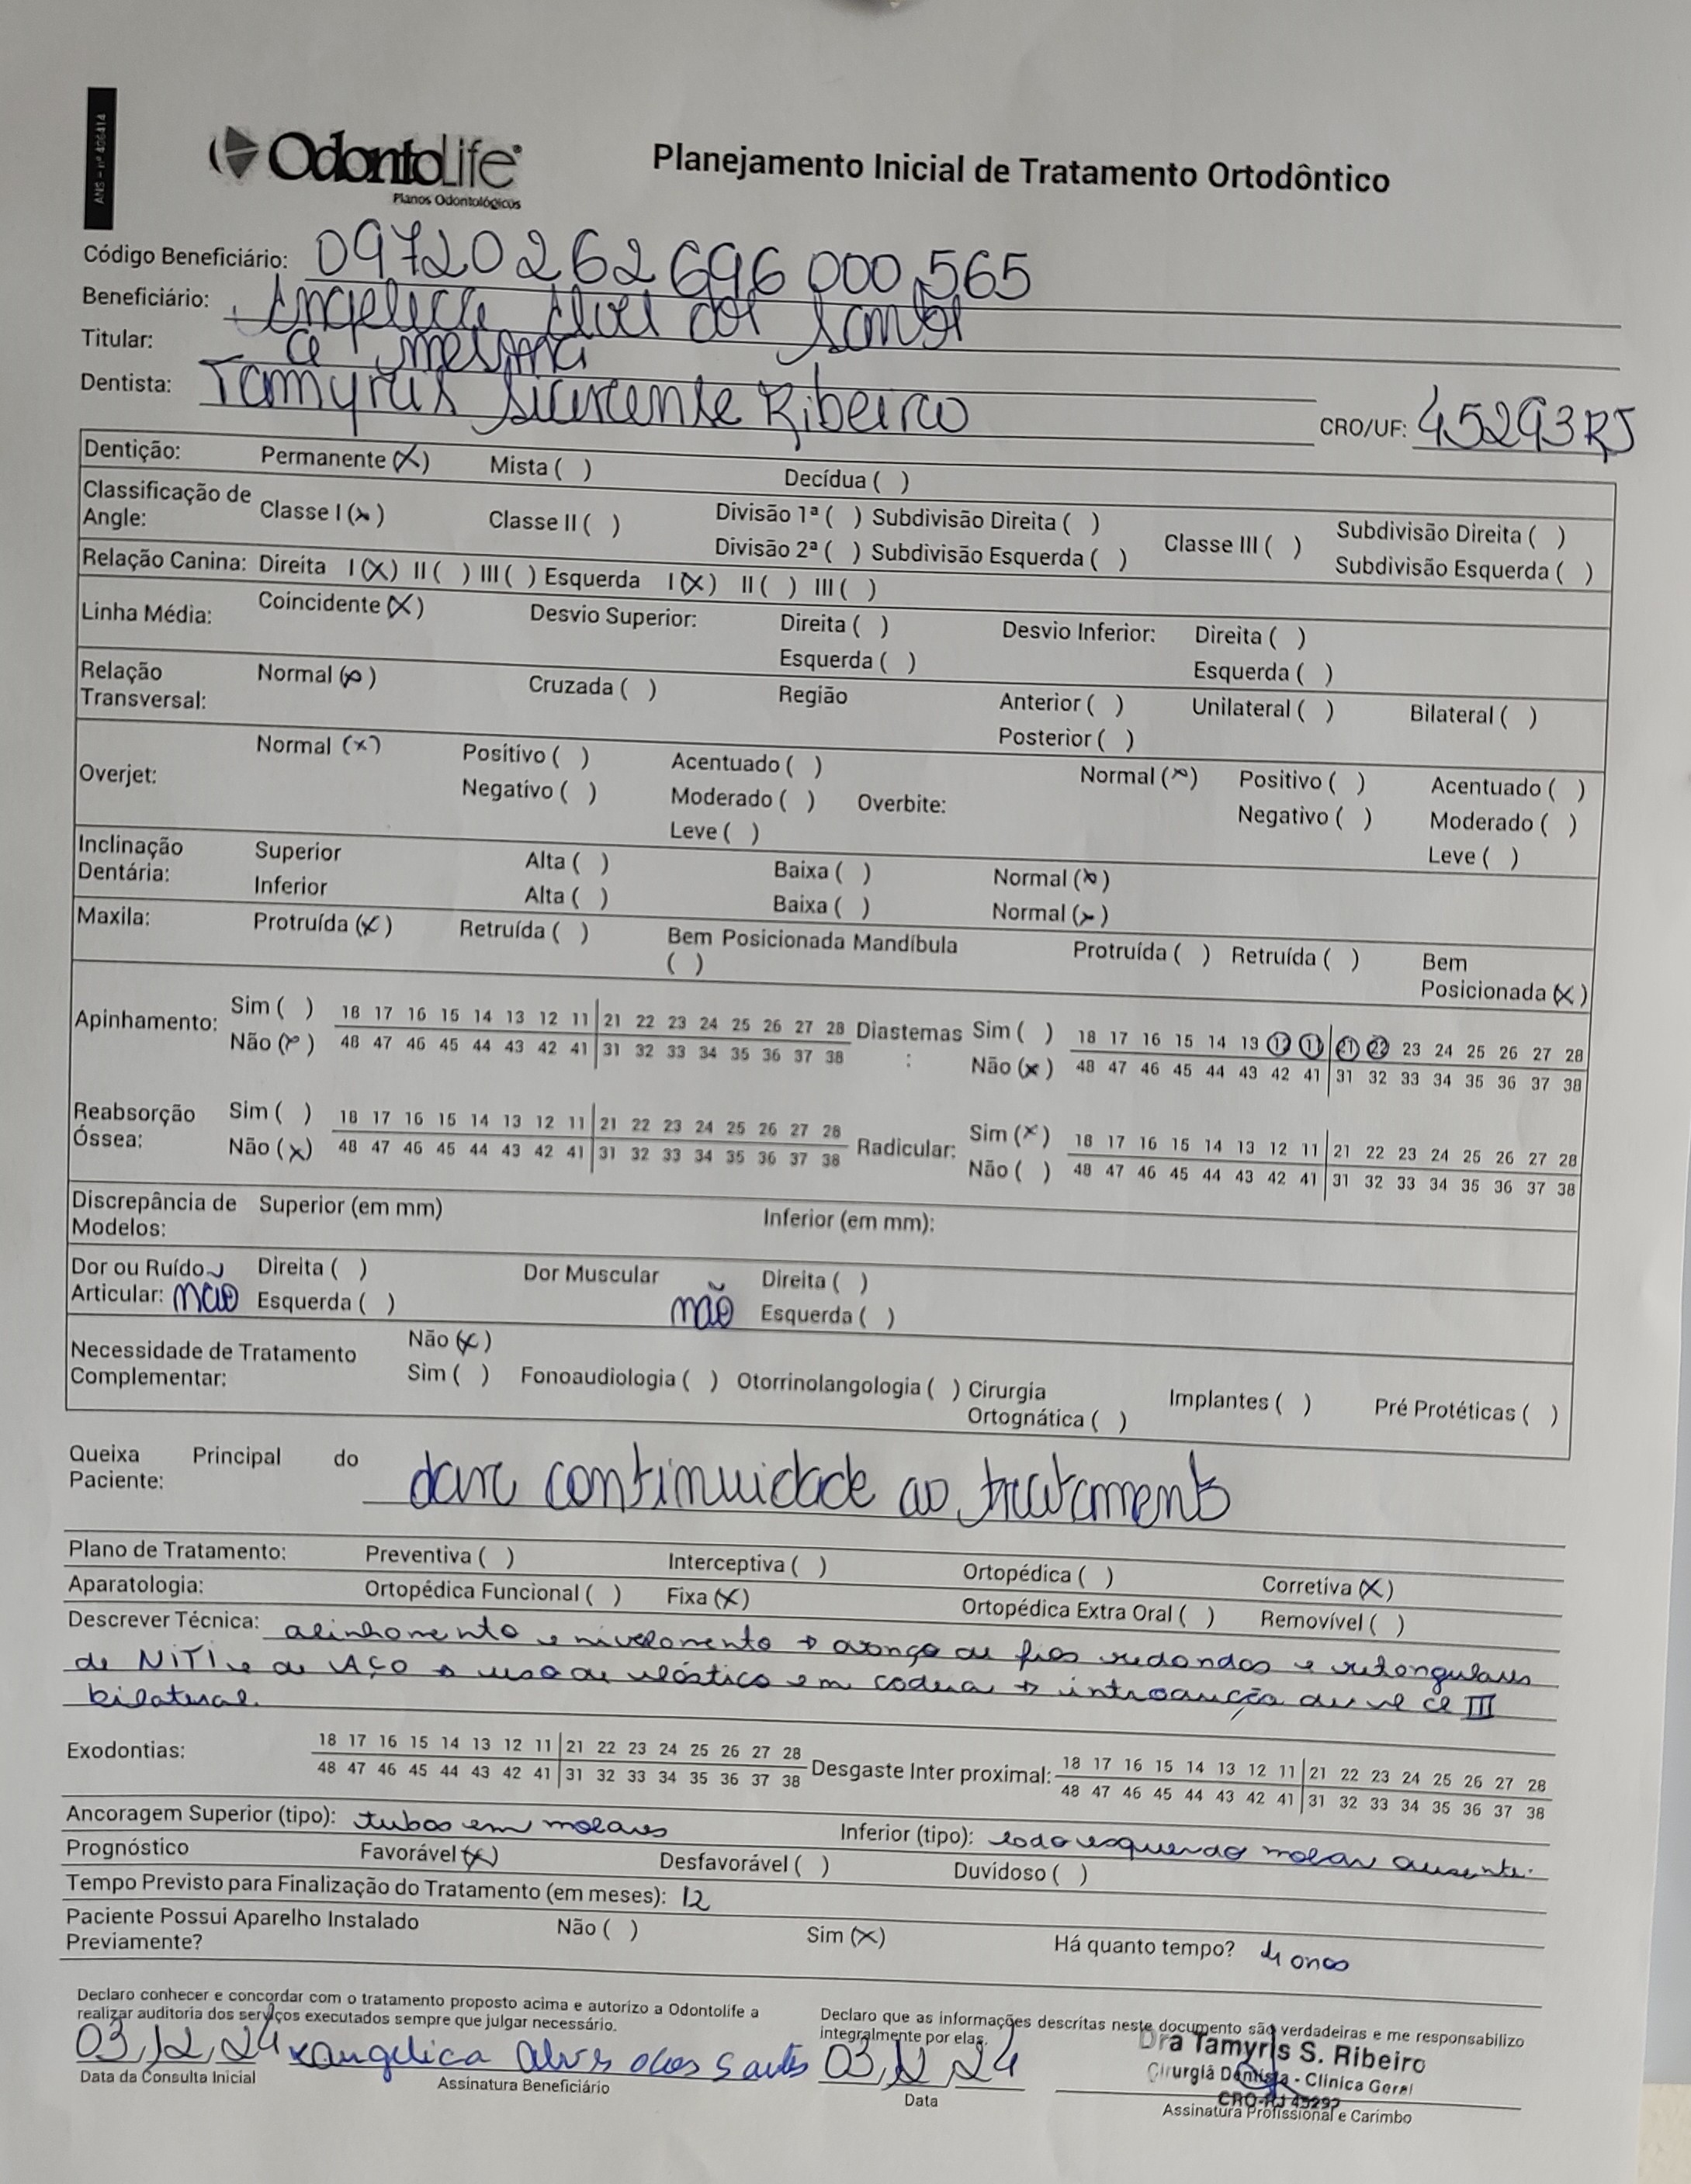 ANS - nº 406414
OdontoLife
Planos Odontológicos
Planejamento Inicial de Tratamento Ortodôntico
Código Beneficiário: 09720262696000565
Beneficiário: Angelica Alves dos Santos
Titular: a mesma
Dentista: Tamyris Ribeiro CRO/UF: 45293RJ
Dentição: Permanente (X) Mista ( ) Decídua ( )
Classificação de Angle: Classe I (x) Classe II ( ) Divisão 1ª ( ) Subdivisão Direita ( ) Classe III ( ) Subdivisão Direita ( )
Divisão 2ª ( ) Subdivisão Esquerda ( ) Subdivisão Esquerda ( )
Relação Canina: Direita I (X) II ( ) III ( ) Esquerda I (X) II ( ) III ( )
Linha Média: Coincidente (X) Desvio Superior: Direita ( ) Desvio Inferior: Direita ( )
Esquerda ( ) Esquerda ( )
Relação Transversal: Normal (x) Cruzada ( ) Região Anterior ( ) Unilateral ( ) Bilateral ( )
Posterior ( )
Overjet: Normal (x) Positivo ( ) Acentuado ( ) Overbite: Normal (x) Positivo ( ) Acentuado ( )
Negativo ( ) Moderado ( ) Negativo ( ) Moderado ( )
Leve ( ) Leve ( )
Inclinação Dentária: Superior Alta ( ) Baixa ( ) Normal (x)
Inferior Alta ( ) Baixa ( ) Normal (x)
Maxila: Protruída (x) Retruída ( ) Bem Posicionada ( ) Mandíbula Protruída ( ) Retruída ( ) Bem Posicionada (x)
Apinhamento: Sim ( ) 18 17 16 15 14 13 12 11 21 22 23 24 25 26 27 28 Diastemas: Sim ( ) 18 17 16 15 14 13 12 11 21 22 23 24 25 26 27 28
Não (x) 48 47 46 45 44 43 42 41 31 32 33 34 35 36 37 38 Não (x) 48 47 46 45 44 43 42 41 31 32 33 34 35 36 37 38
Reabsorção Óssea: Sim ( ) 18 17 16 15 14 13 12 11 21 22 23 24 25 26 27 28 Radicular: Sim (x) 18 17 16 15 14 13 12 11 21 22 23 24 25 26 27 28
Não (x) 48 47 46 45 44 43 42 41 31 32 33 34 35 36 37 38 Não ( ) 48 47 46 45 44 43 42 41 31 32 33 34 35 36 37 38
Discrepância de Modelos: Superior (em mm) Inferior (em mm):
Dor ou Ruído Articular: não Direita ( ) Dor Muscular não Direita ( )
Esquerda ( ) Esquerda ( )
Necessidade de Tratamento Complementar: Não (x)
Sim ( ) Fonoaudiologia ( ) Otorrinolangologia ( ) Cirurgia Ortognática ( ) Implantes ( ) Pré Protéticas ( )
Queixa Principal do Paciente: dar continuidade ao tratamento
Plano de Tratamento: Preventiva ( ) Interceptiva ( ) Ortopédica ( ) Corretiva (X)
Aparatologia: Ortopédica Funcional ( ) Fixa (X) Ortopédica Extra Oral ( ) Removível ( )
Descrever Técnica: alinhamento e nivelamento → avanço de fios redondos e retangulares
de NiTi e de Aço → uso de elástico em cadeia → introdução de cl III
bilateral.
Exodontias: 18 17 16 15 14 13 12 11 21 22 23 24 25 26 27 28 Desgaste Inter proximal: 18 17 16 15 14 13 12 11 21 22 23 24 25 26 27 28
48 47 46 45 44 43 42 41 31 32 33 34 35 36 37 38 48 47 46 45 44 43 42 41 31 32 33 34 35 36 37 38
Ancoragem Superior (tipo): tubos em molares Inferior (tipo): lado esquerdo molar ausente.
Prognóstico Favorável (x) Desfavorável ( ) Duvidoso ( )
Tempo Previsto para Finalização do Tratamento (em meses): 12
Paciente Possui Aparelho Instalado Previamente? Não ( ) Sim (X) Há quanto tempo? 4 anos
Declaro conhecer e concordar com o tratamento proposto acima e autorizo a Odontolife a
realizar auditoria dos serviços executados sempre que julgar necessário.
Declaro que as informações descritas neste documento são verdadeiras e me responsabilizo
integralmente por elas.
03/12/24 x angelica alves dos Santos 03/12/24
Dra Tamyris S. Ribeiro
Cirurgiã Dentista - Clínica Geral
CRO-RJ 45293
Data da Consulta Inicial Assinatura Beneficiário Data Assinatura Profissional e Carimbo